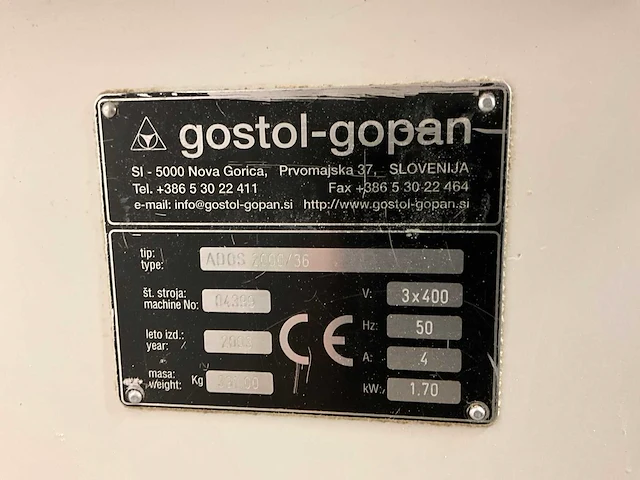 gostol-gopan
SI - 5000 Nova Gorica, Prvomajska 37, SLOVENIJA
Tel. +386 5 30 22 411 Fax +386 5 30 22 464
e-mail: info@gostol-gopan.si http://www.gostol-gopan.si
tip:
type: ADOS
št. stroja:
machine No:
V: 3x400
Hz: 50
leto izd.:
year:
CE
A: 4
masa:
weight: Kg
kW: 1.70